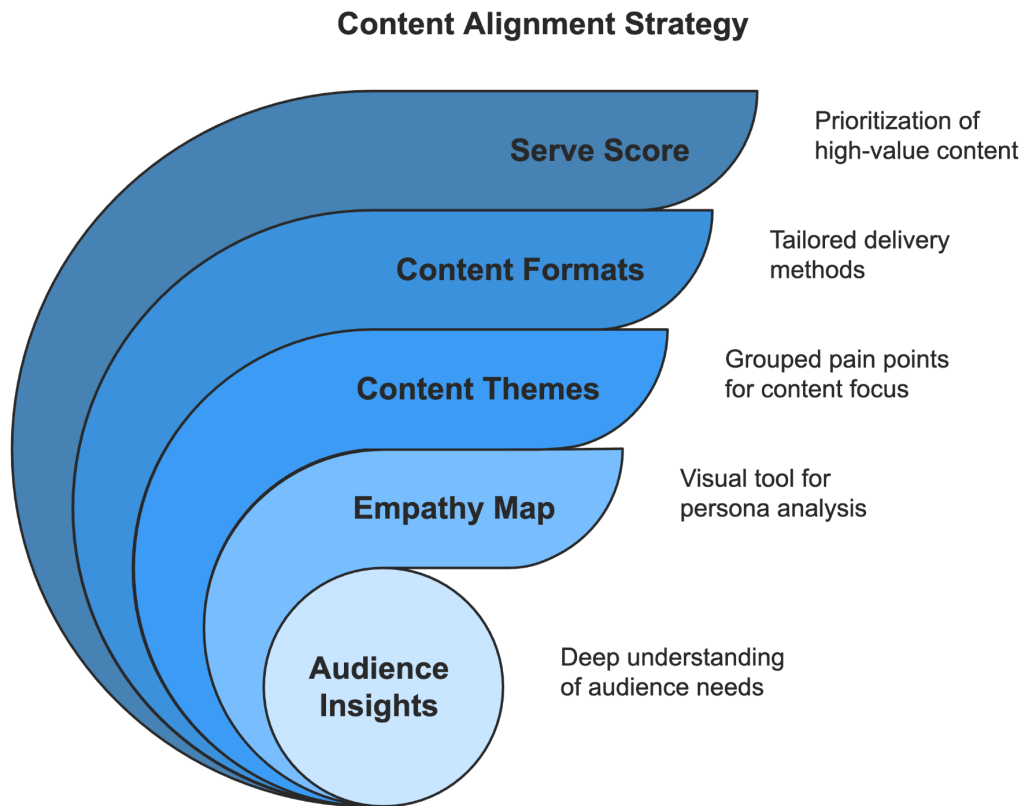 Content Alignment Strategy
Serve Score
Prioritization of
high-value content
Content Formats
Tailored delivery
methods
Content Themes
Grouped pain points
for content focus
Empathy Map
Visual tool for
persona analysis
Audience
Insights
Deep understanding
of audience needs